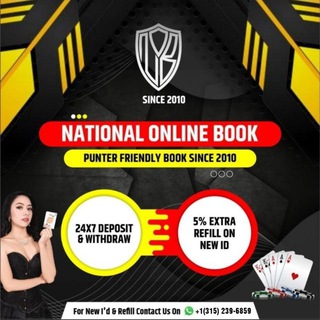 SINCE 2010
NATIONAL ONLINE BOOK
PUNTER FRIENDLY BOOK SINCE 2010
24X7 DEPOSIT
& WITHDRAW
5% EXTRA
REFILL ON
NEW ID
For New I'd & Refill Contact Us On +1(315) 239-6859